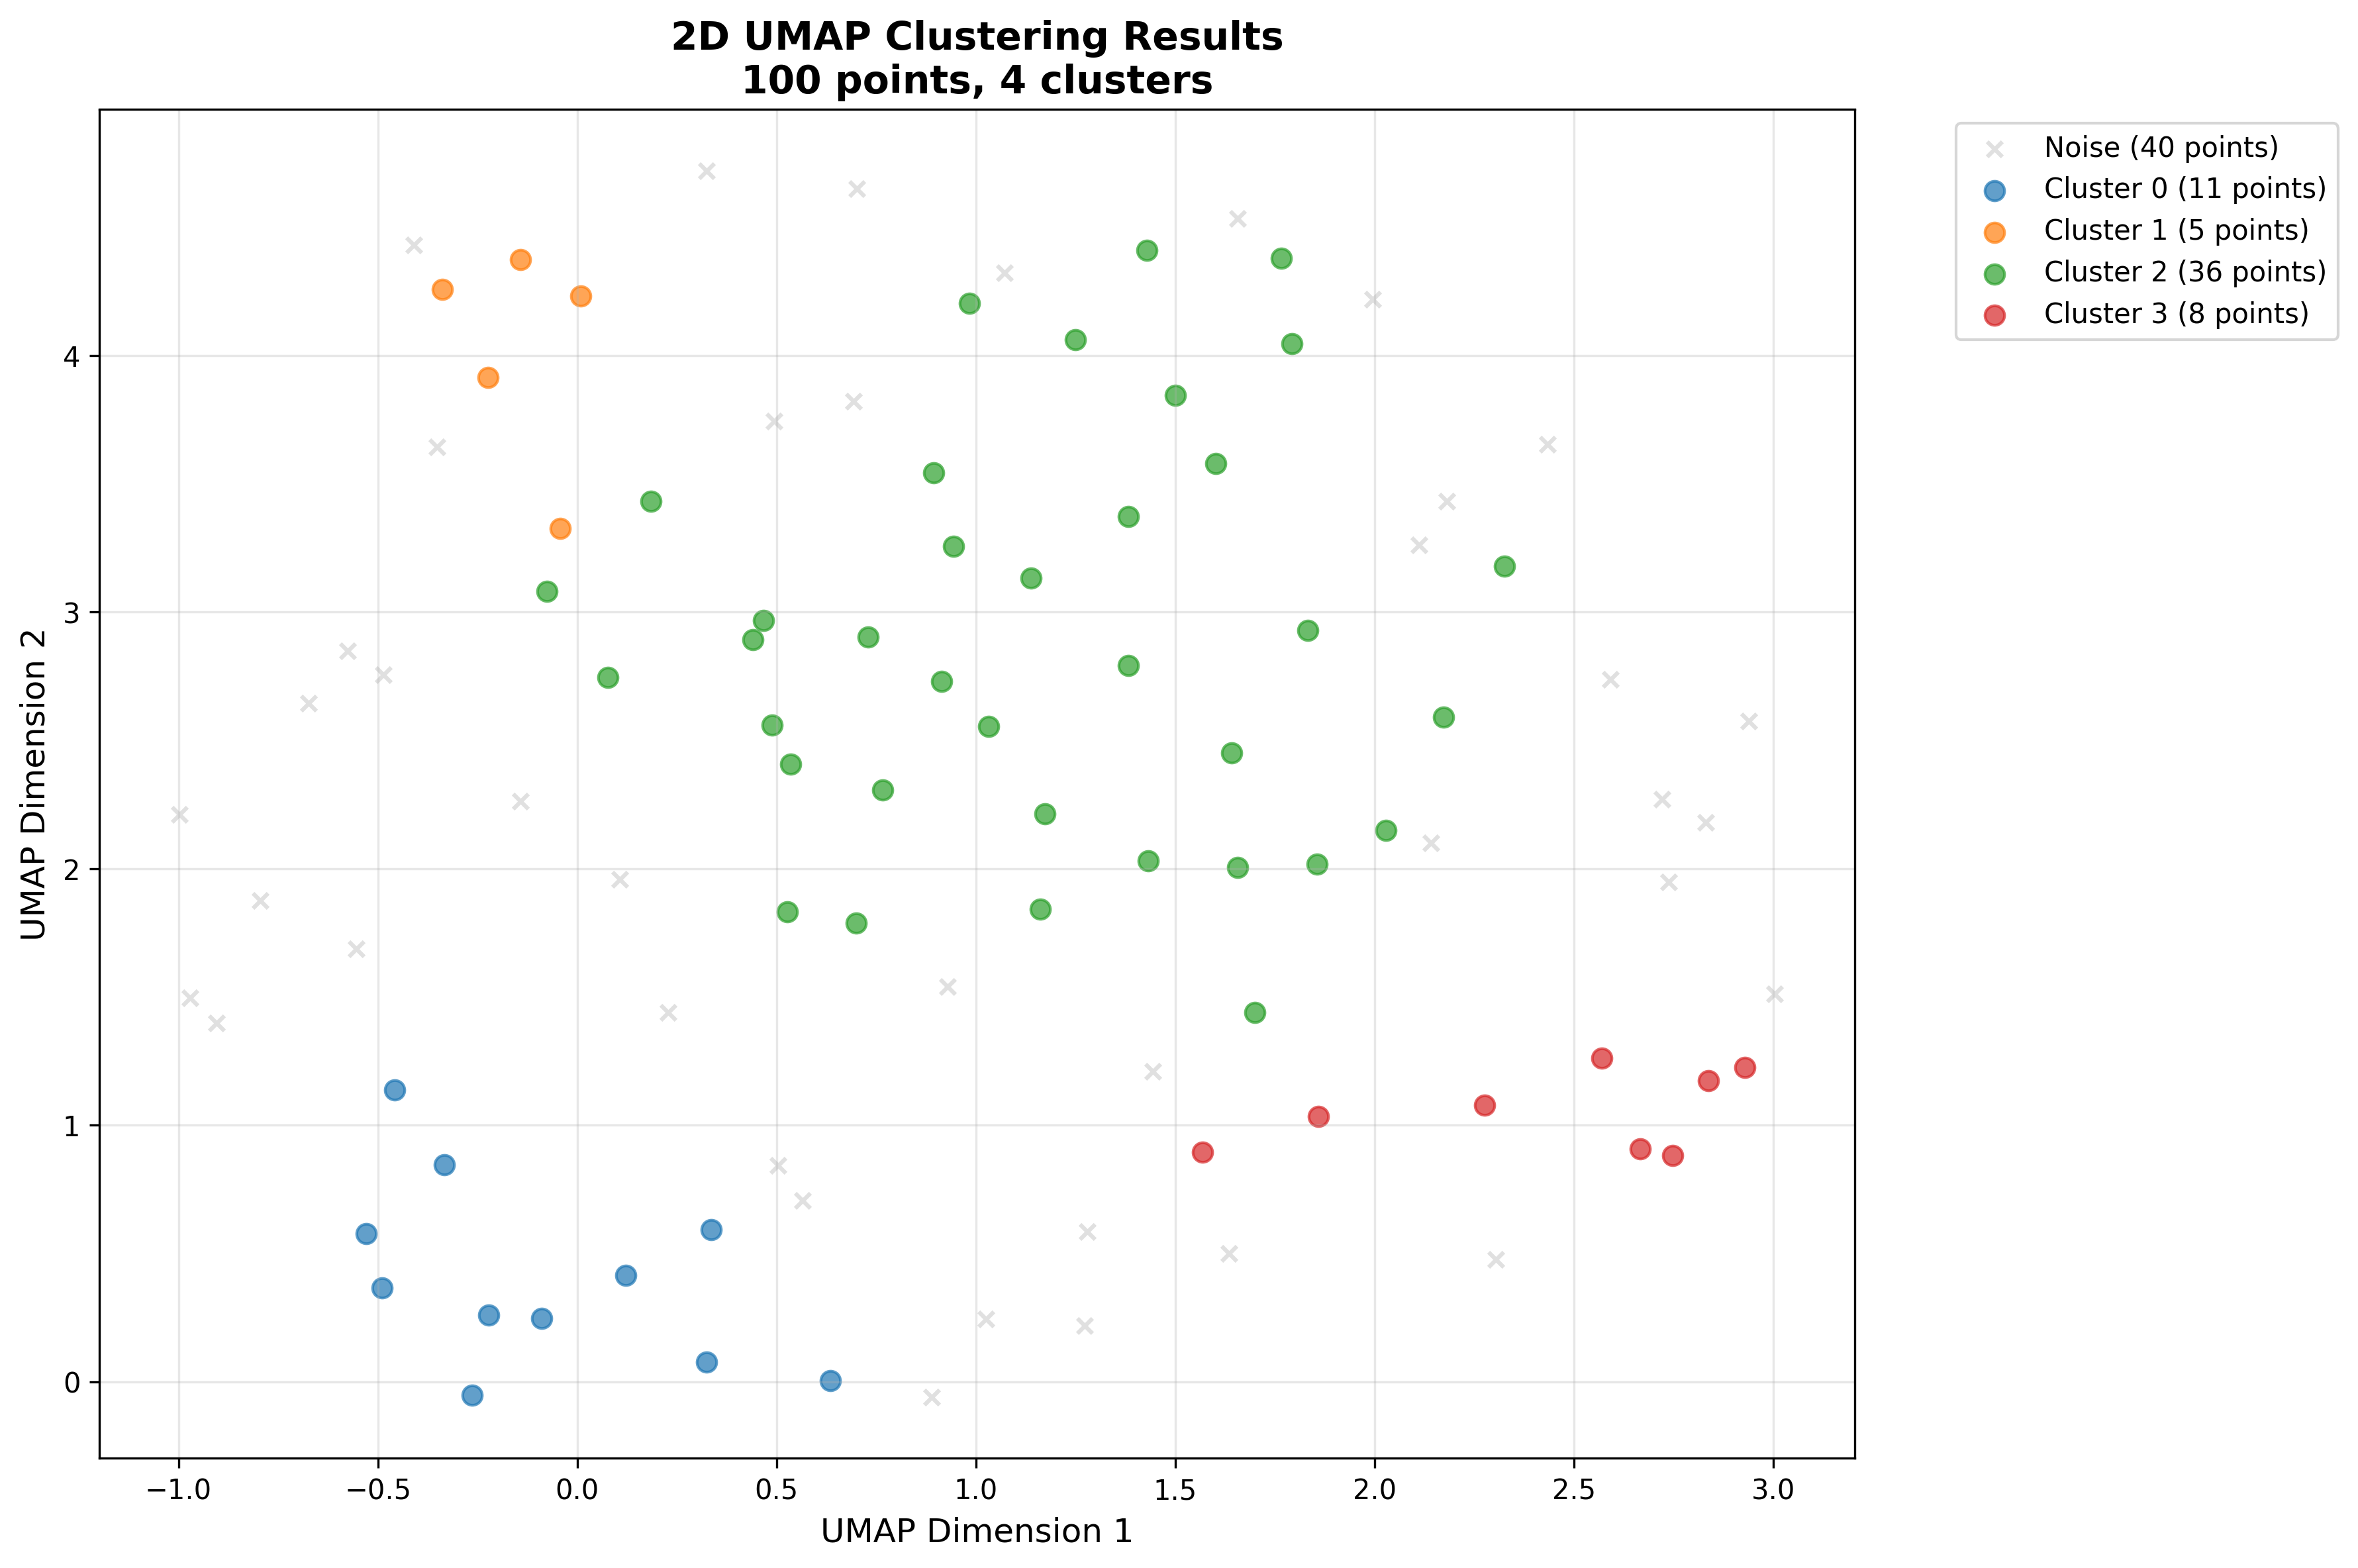 2D UMAP Clustering Results
100 points, 4 clusters
Noise (40 points)
Cluster 0 (11 points)
Cluster 1 (5 points)
Cluster 2 (36 points)
Cluster 3 (8 points)
UMAP Dimension 2
4
3
2
1
0
−1.0 −0.5 0.0 0.5 1.0 1.5 2.0 2.5 3.0
UMAP Dimension 1